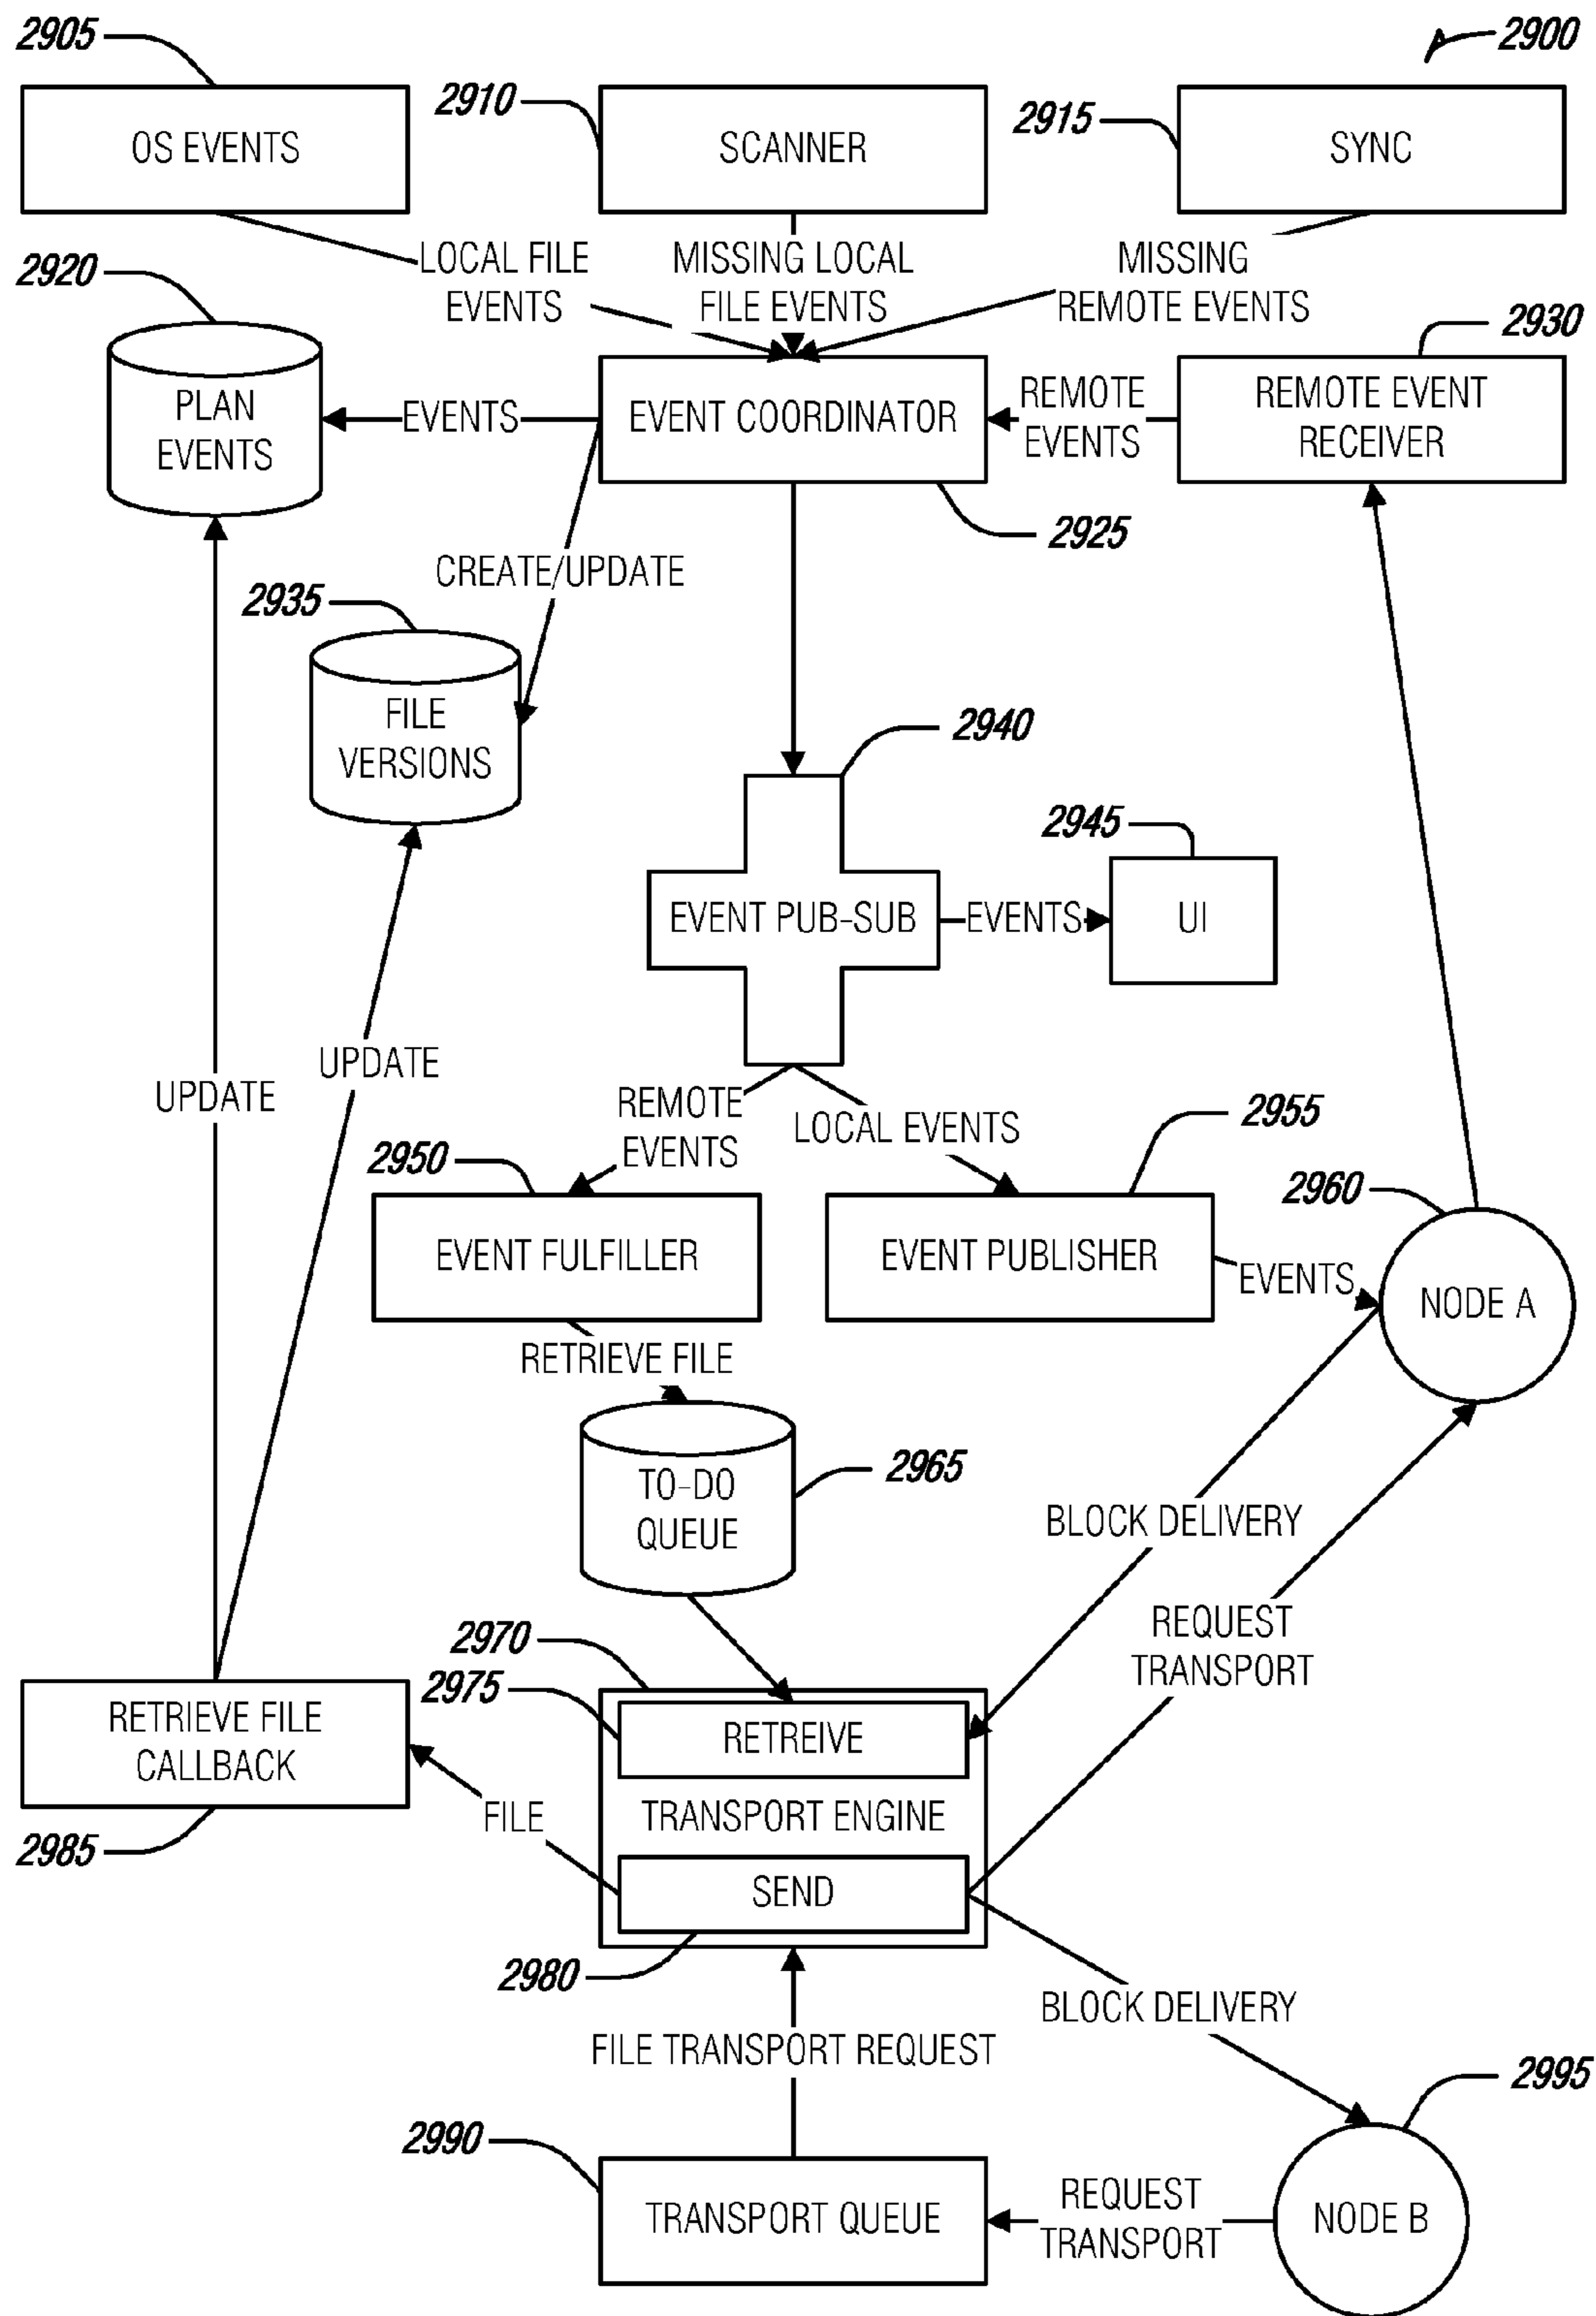 2905
2900
2910
2915
OS EVENTS
SCANNER
SYNC
LOCAL FILE
EVENTS
MISSING LOCAL
FILE EVENTS
MISSING
REMOTE EVENTS
2920
2930
PLAN
EVENTS
EVENTS
EVENT COORDINATOR
REMOTE
EVENTS
REMOTE EVENT
RECEIVER
2925
CREATE/UPDATE
2935
FILE
VERSIONS
2940
2945
EVENT PUB-SUB
EVENTS
UI
UPDATE
UPDATE
REMOTE
EVENTS
LOCAL EVENTS
2950
2955
2960
EVENT FULFILLER
EVENT PUBLISHER
EVENTS
NODE A
RETRIEVE FILE
2965
TO-DO
QUEUE
BLOCK DELIVERY
REQUEST
TRANSPORT
2970
2975
RETRIEVE FILE
CALLBACK
RETREIVE
TRANSPORT ENGINE
FILE
SEND
2985
2980
BLOCK DELIVERY
FILE TRANSPORT REQUEST
2995
2990
TRANSPORT QUEUE
REQUEST
TRANSPORT
NODE B